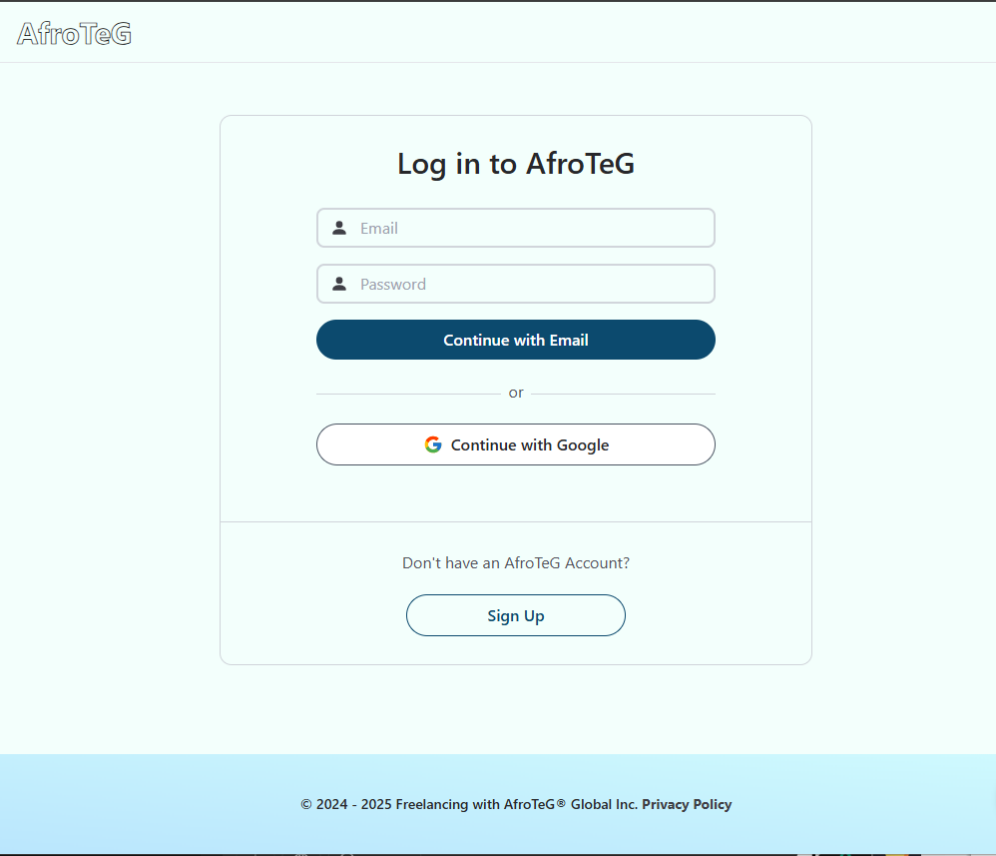 AfroTeG
Log in to AfroTeG
Email
Password
Continue with Email
or
Continue with Google
Don't have an AfroTeG Account?
Sign Up
© 2024 - 2025 Freelancing with AfroTeG® Global Inc. Privacy Policy